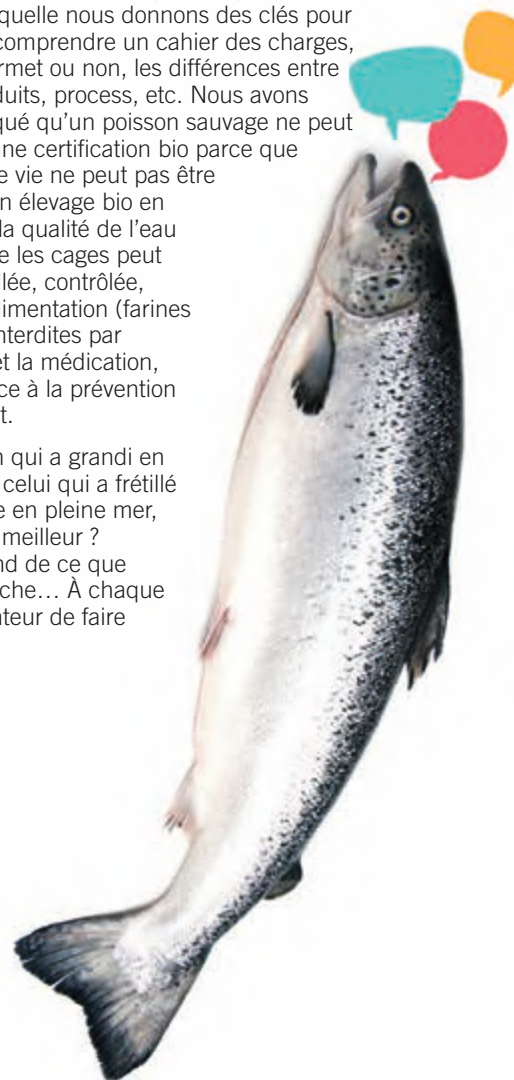 quelle nous donnons des clés pour
comprendre un cahier des charges,
rmet ou non, les différences entre
duits, process, etc. Nous avons
qué qu'un poisson sauvage ne peut
ne certification bio parce que
e vie ne peut pas être
n élevage bio en
la qualité de l'eau
e les cages peut
llée, contrôlée,
limentation (farines
nterdites par
et la médication,
ce à la prévention
t.
n qui a grandi en
celui qui a frétillé
e en pleine mer,
meilleur ?
nd de ce que
che… À chaque
ateur de faire